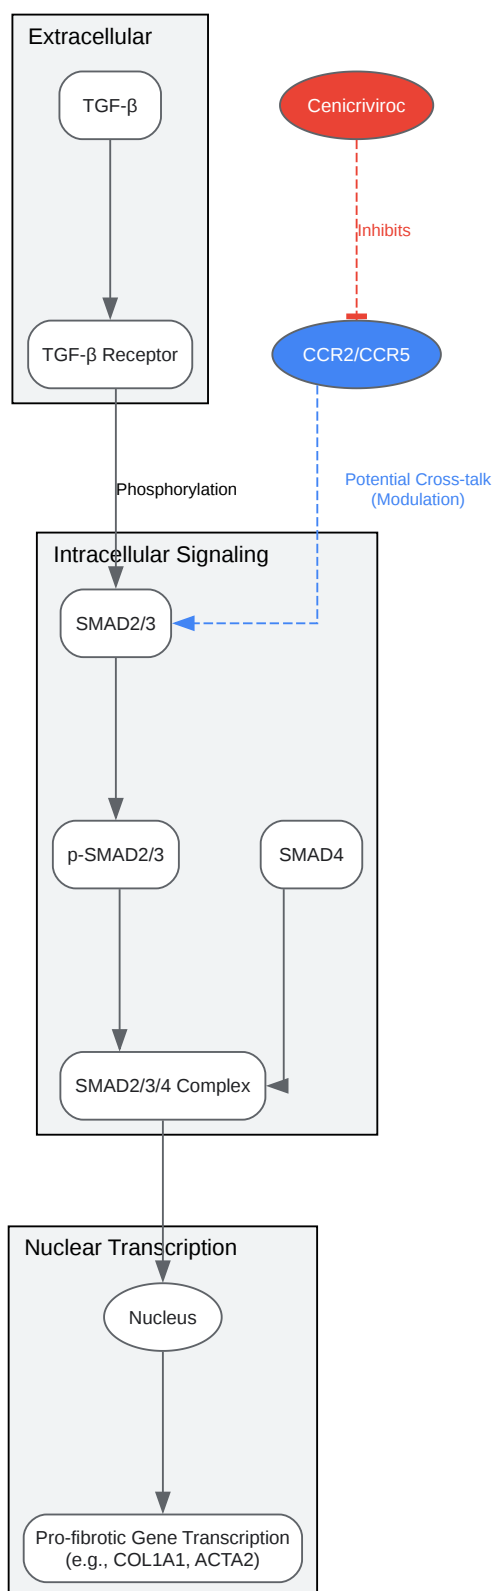 Extracellular
TGF-β
Cenicriviroc
Inhibits
TGF-β Receptor
CCR2/CCR5
Phosphorylation
Potential Cross-talk
(Modulation)
Intracellular Signaling
SMAD2/3
p-SMAD2/3
SMAD4
SMAD2/3/4 Complex
Nuclear Transcription
Nucleus
Pro-fibrotic Gene Transcription
(e.g., COL1A1, ACTA2)